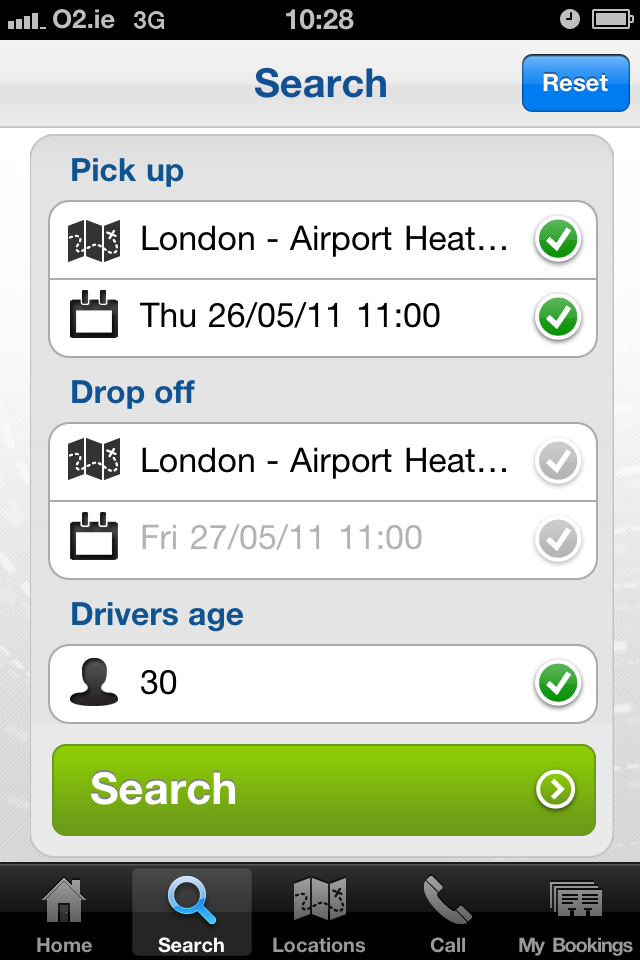 O2.ie 3G 10:28
Search
Reset
Pick up
London - Airport Heat...
Thu 26/05/11 11:00
Drop off
London - Airport Heat...
Fri 27/05/11 11:00
Drivers age
30
Search
Home Search Locations Call My Bookings